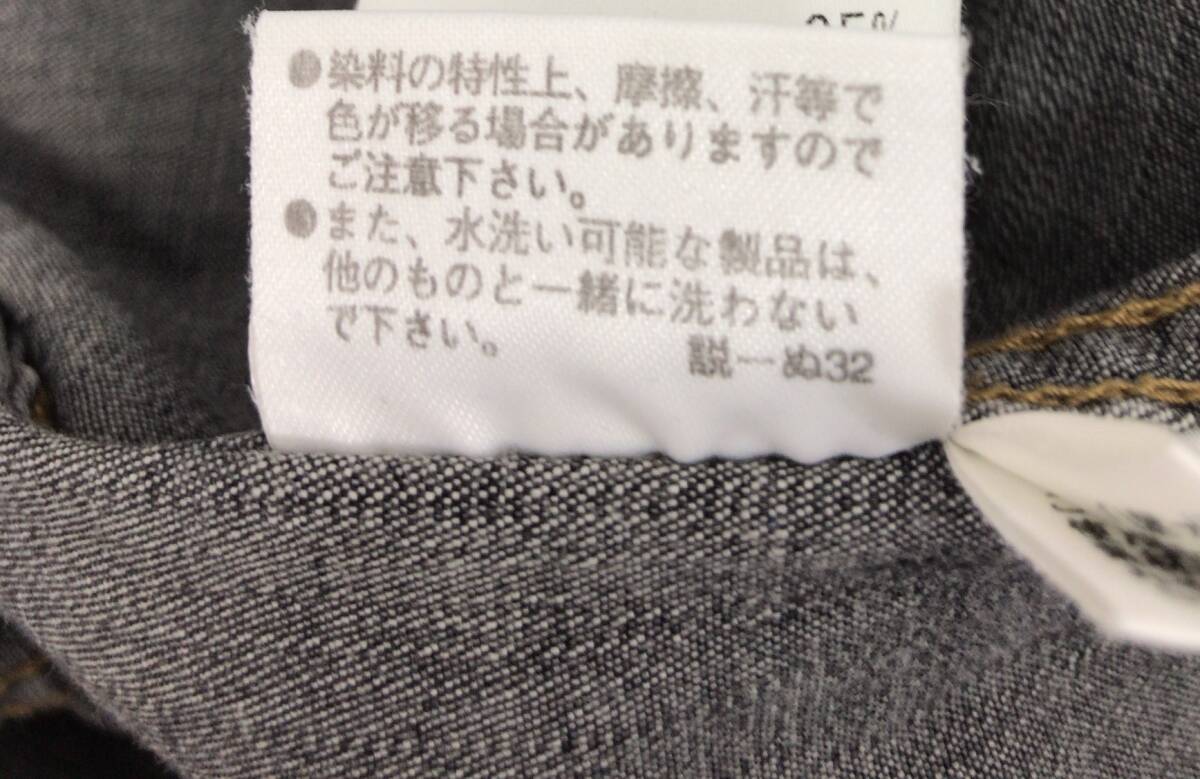 ●染料の特性上、摩擦、汗等で
色が移る場合がありますので
ご注意下さい。
●また、水洗い可能な製品は、
他のものと一緒に洗わない
で下さい。
説ーぬ32